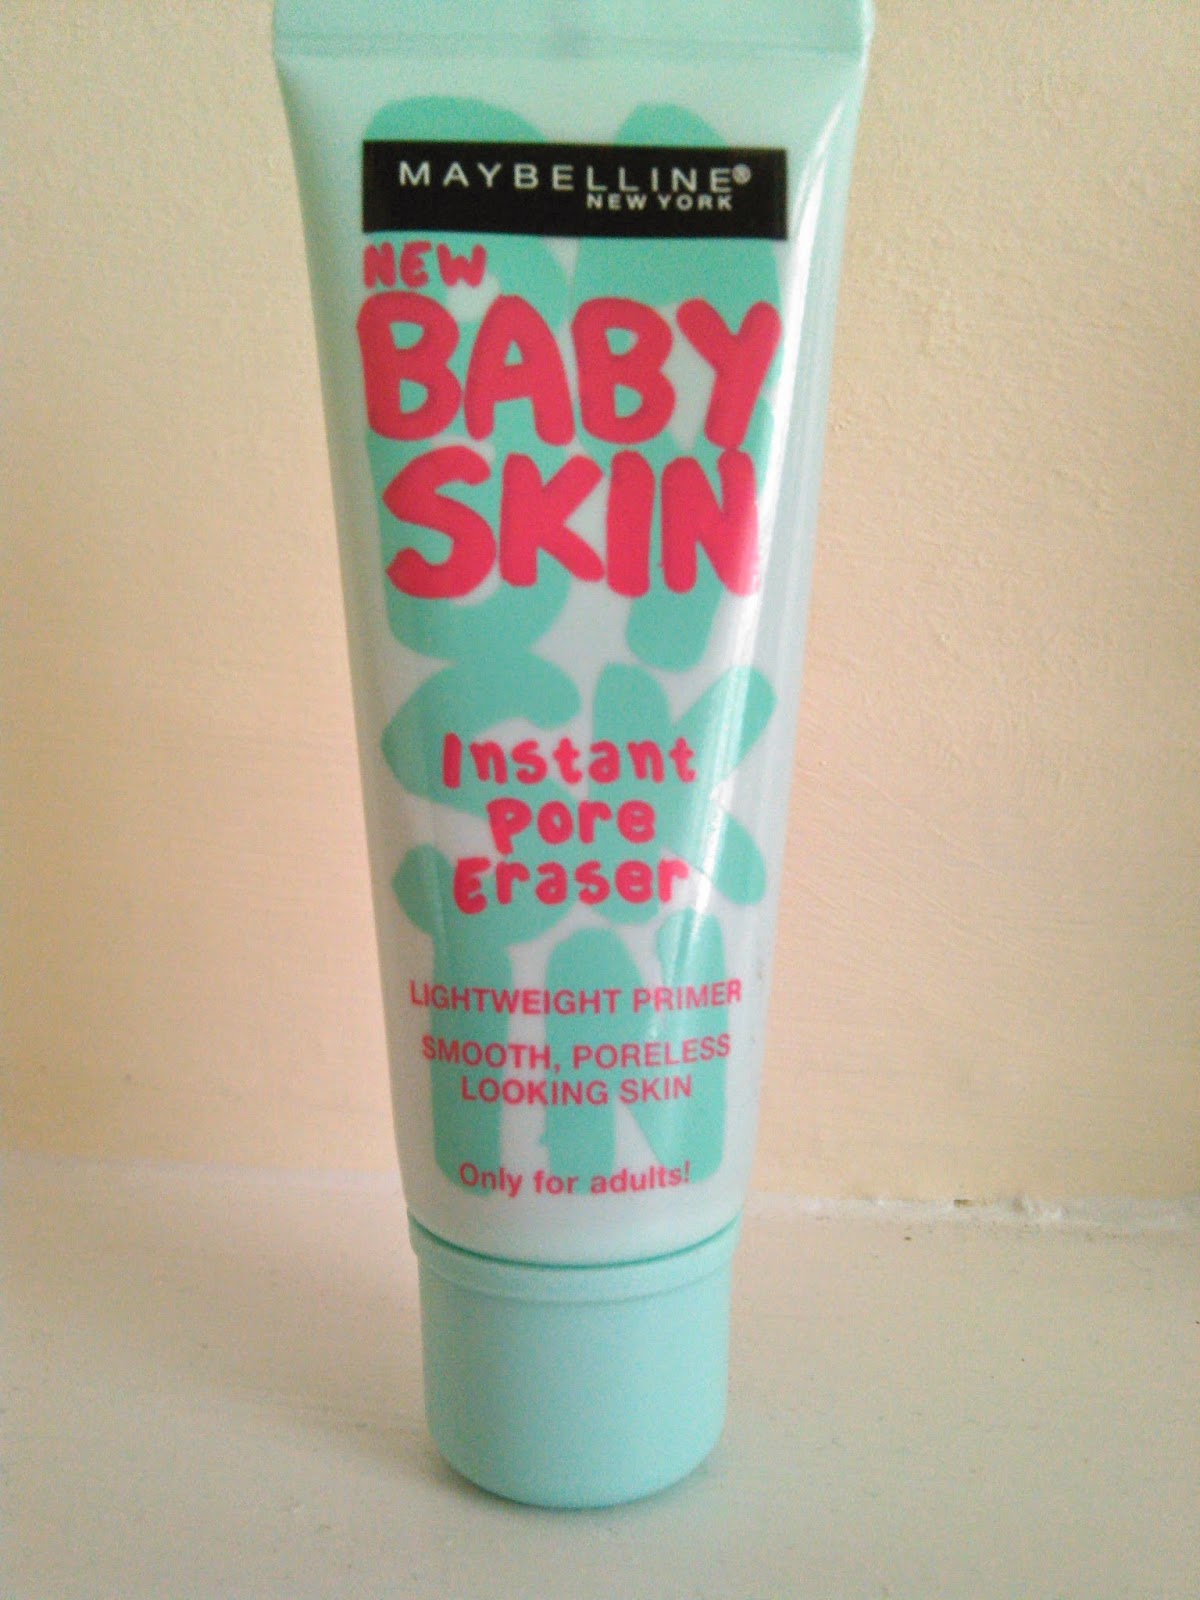 MAYBELLINE®
NEW YORK
NEW
BABY
SKIN
Instant
Pore
Eraser
LIGHTWEIGHT PRIMER
SMOOTH, PORELESS
LOOKING SKIN
Only for adults!